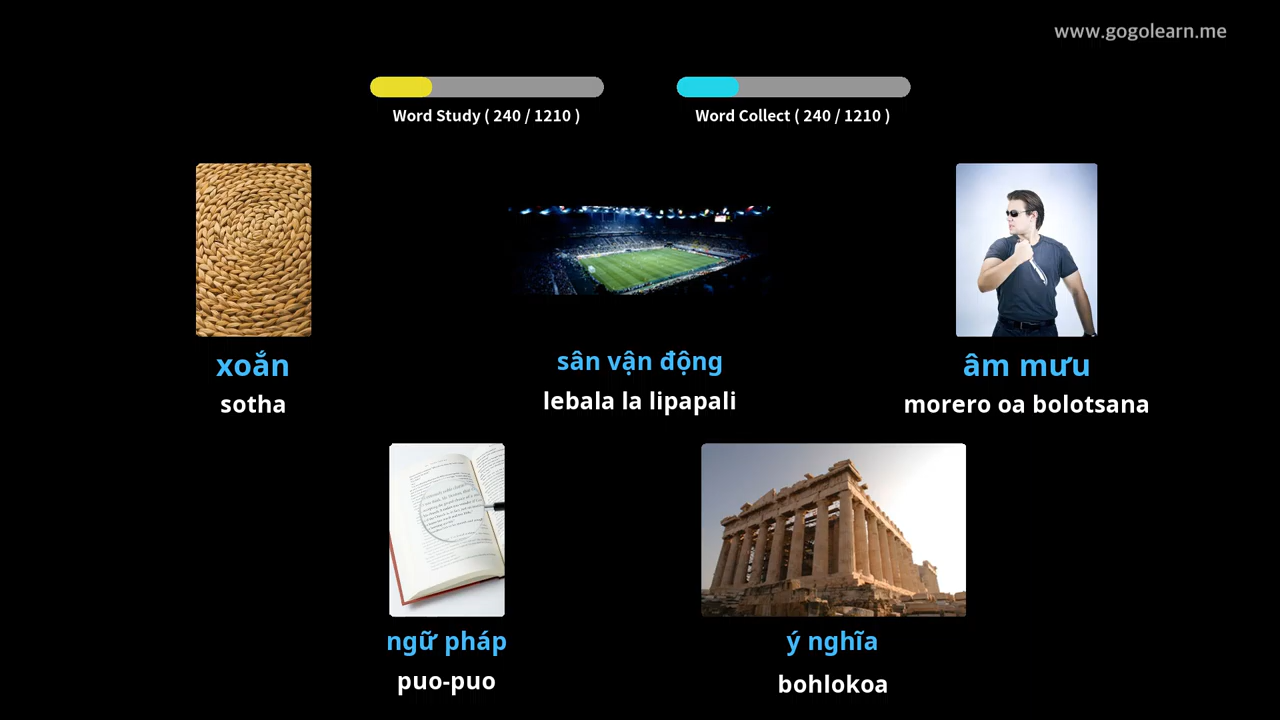 www.gogolearn.me
Word Study ( 240 / 1210 )
Word Collect ( 240 / 1210 )
xoắn
sotha
sân vận động
lebala la lipapali
âm mưu
morero oa bolotsana
ngữ pháp
puo-puo
ý nghĩa
bohlokoa